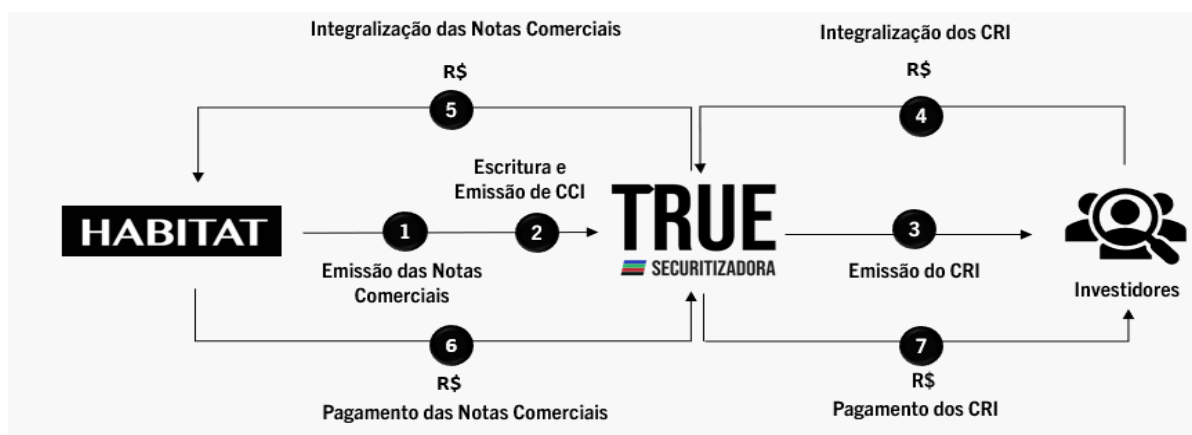 Integralização das Notas Comerciais
R$
5
Integralização dos CRI
R$
4
Escritura e
Emissão de CCI
HABITAT
1
2
TRUE
SECURITIZADORA
3
Emissão das Notas
Comerciais
Emissão do CRI
Investidores
6
R$
Pagamento das Notas Comerciais
7
R$
Pagamento dos CRI